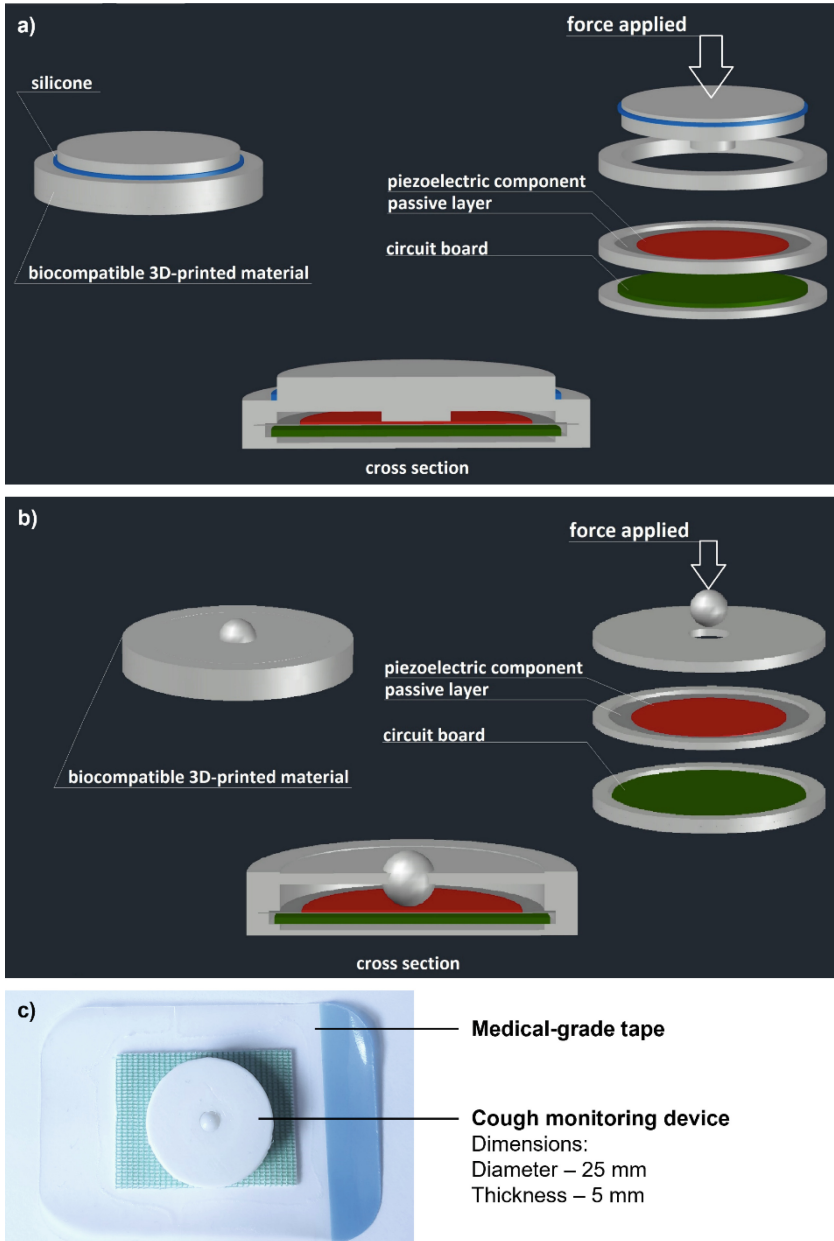 a)
force applied
silicone
piezoelectric component
passive layer
circuit board
biocompatible 3D-printed material
cross section
b)
force applied
piezoelectric component
passive layer
circuit board
biocompatible 3D-printed material
cross section
c)
Medical-grade tape
Cough monitoring device
Dimensions:
Diameter – 25 mm
Thickness – 5 mm